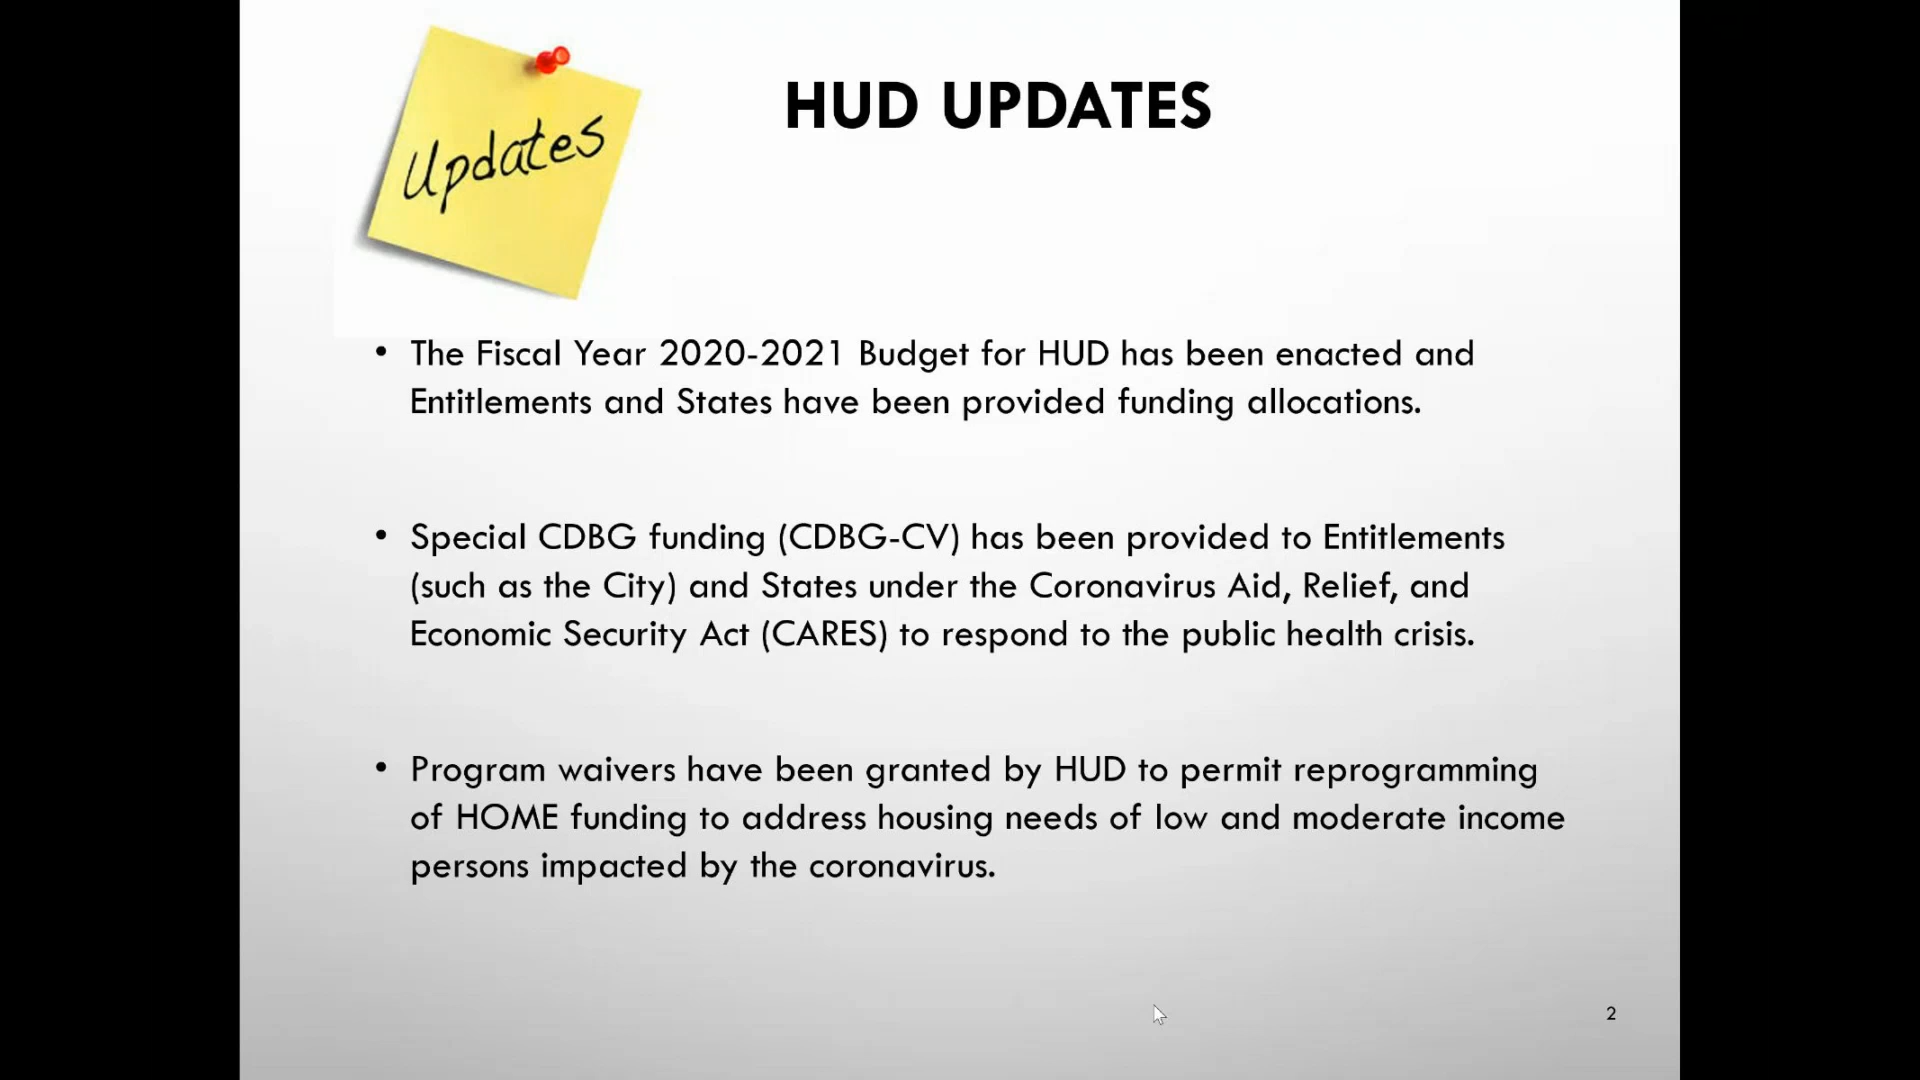 Updates
HUD UPDATES
• The Fiscal Year 2020-2021 Budget for HUD has been enacted and
Entitlements and States have been provided funding allocations.
• Special CDBG funding (CDBG-CV) has been provided to Entitlements
(such as the City) and States under the Coronavirus Aid, Relief, and
Economic Security Act (CARES) to respond to the public health crisis.
• Program waivers have been granted by HUD to permit reprogramming
of HOME funding to address housing needs of low and moderate income
persons impacted by the coronavirus.
2